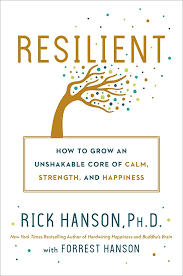 RESILIENT
HOW TO GROW AN
UNSHAKABLE CORE OF CALM,
STRENGTH, AND HAPPINESS
RICK HANSON, PH.D.
New York Times Bestselling Author of Hardwiring Happiness and Buddha's Brain
with FORREST HANSON